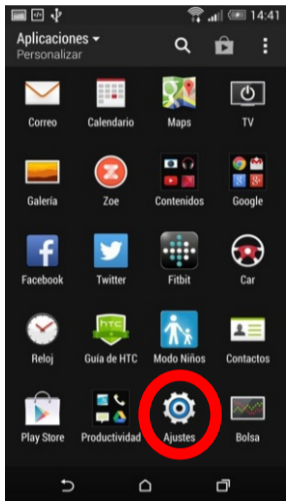 14:41
Aplicaciones
Personalizar
Correo
Calendario
Maps
TV
Galería
Zoe
Contenidos
Google
Facebook
Twitter
Fitbit
Car
hTC
Reloj
Guía de HTC
Modo Niños
Contactos
Play Store
Productividad
Ajustes
Bolsa